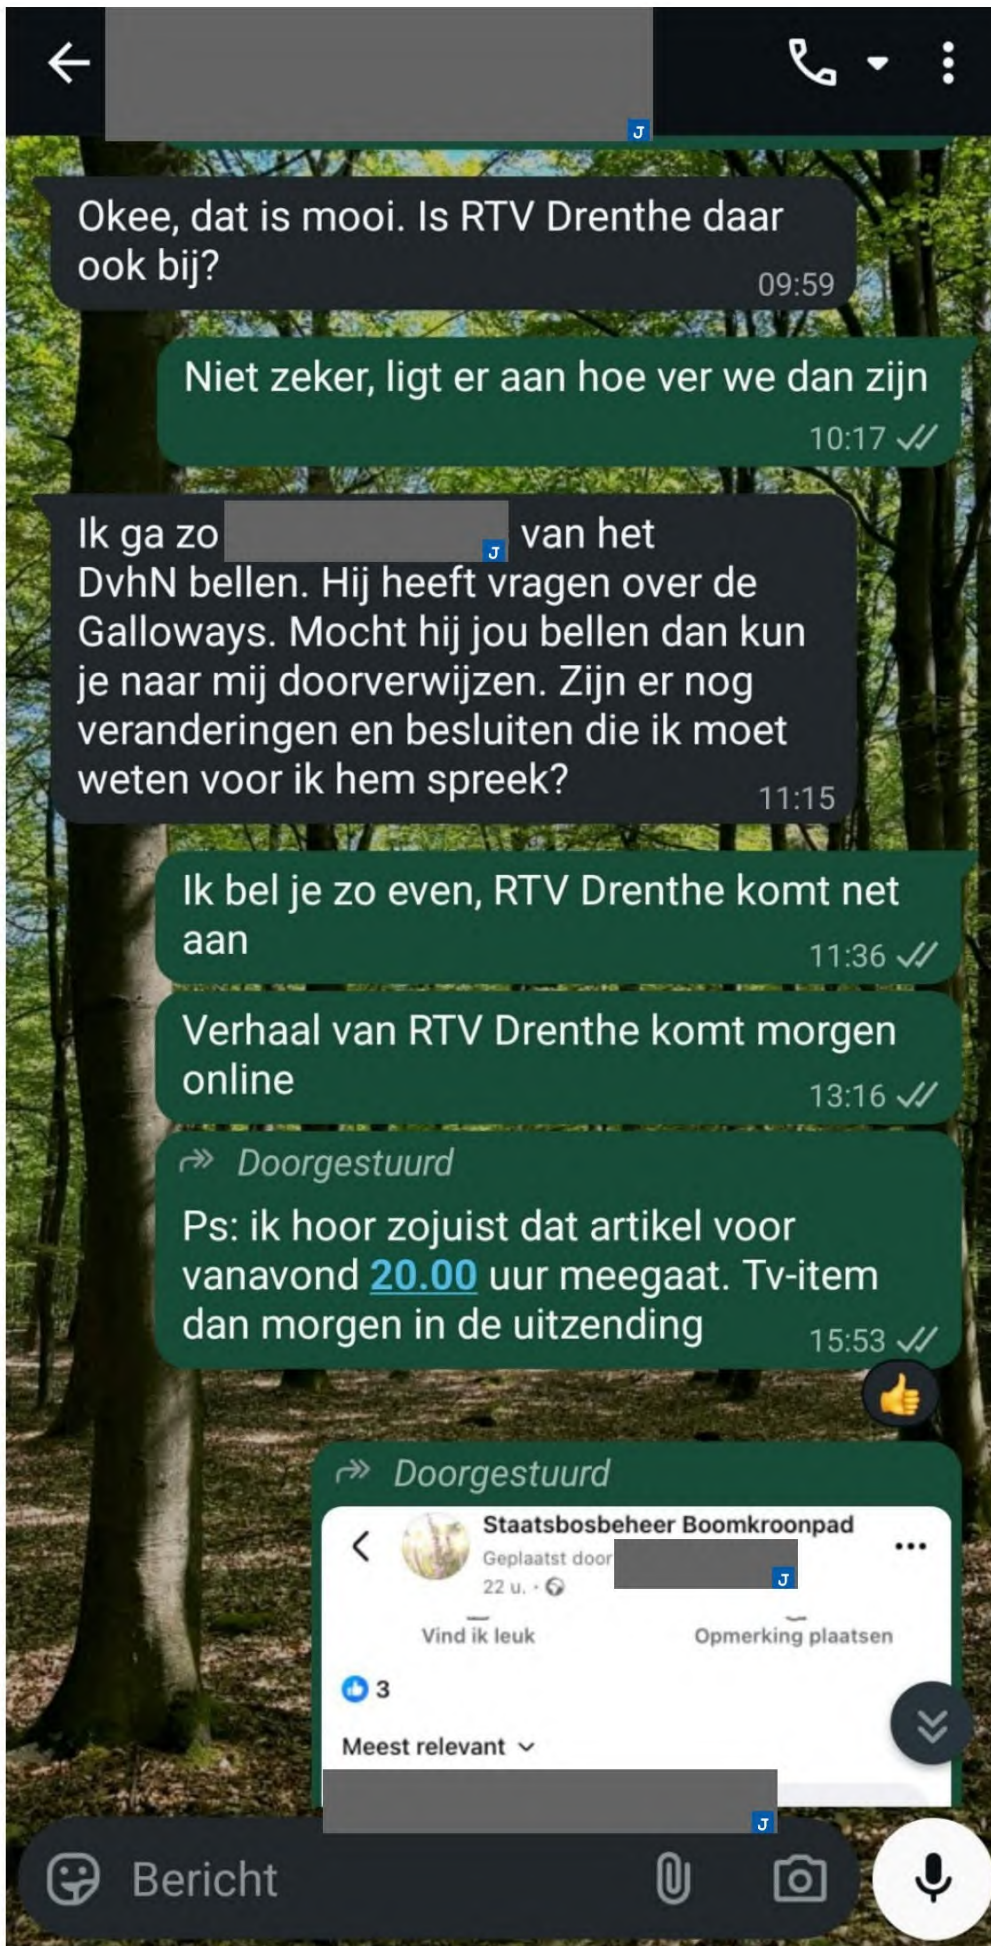 J
Okee, dat is mooi. Is RTV Drenthe daar
ook bij?
09:59
Niet zeker, ligt er aan hoe ver we dan zijn
10:17
Ik ga zo J van het
DvhN bellen. Hij heeft vragen over de
Galloways. Mocht hij jou bellen dan kun
je naar mij doorverwijzen. Zijn er nog
veranderingen en besluiten die ik moet
weten voor ik hem spreek?
11:15
Ik bel je zo even, RTV Drenthe komt net
aan
11:36
Verhaal van RTV Drenthe komt morgen
online
13:16
Doorgestuurd
Ps: ik hoor zojuist dat artikel voor
vanavond 20.00 uur meegaat. Tv-item
dan morgen in de uitzending
15:53
Doorgestuurd
Staatsbosbeheer Boomkroonpad
Geplaatst door
J
22 u. ·
Vind ik leuk Opmerking plaatsen
3
Meest relevant
J
Bericht